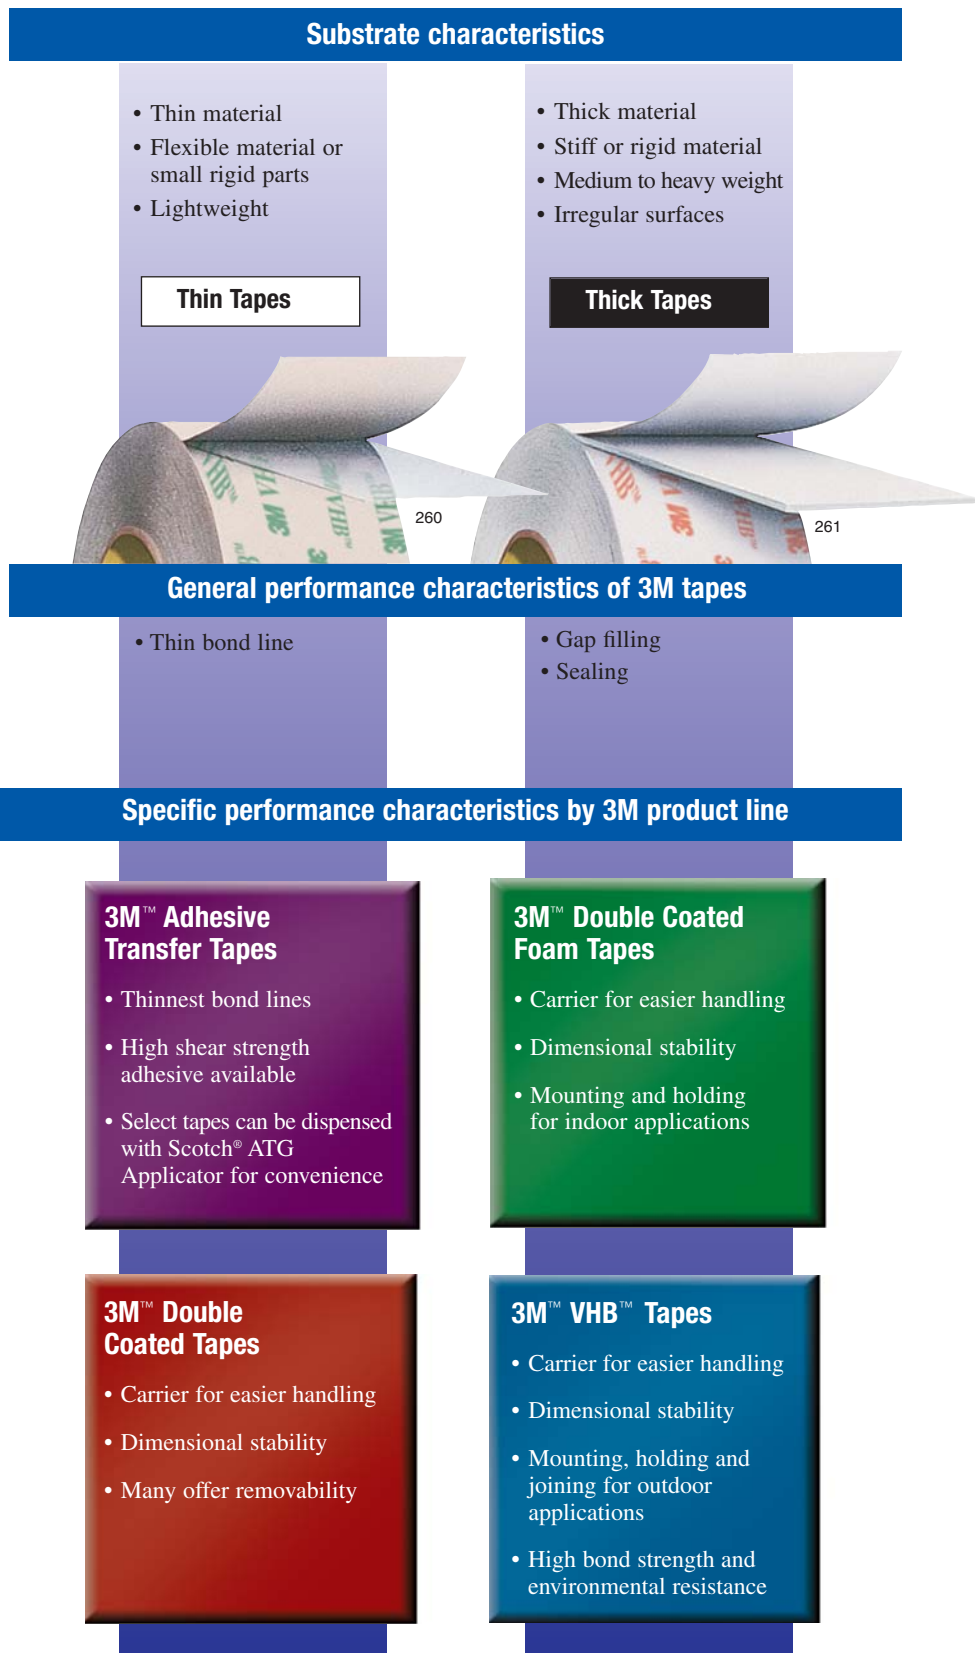 Substrate characteristics
• Thin material
• Flexible material or
small rigid parts
• Lightweight
Thin Tapes
• Thick material
• Stiff or rigid material
• Medium to heavy weight
• Irregular surfaces
Thick Tapes
260
261
General performance characteristics of 3M tapes
• Thin bond line
• Gap filling
• Sealing
Specific performance characteristics by 3M product line
3M™ Adhesive
Transfer Tapes
• Thinnest bond lines
• High shear strength
adhesive available
• Select tapes can be dispensed
with Scotch® ATG
Applicator for convenience
3M™ Double Coated
Foam Tapes
• Carrier for easier handling
• Dimensional stability
• Mounting and holding
for indoor applications
3M™ Double
Coated Tapes
• Carrier for easier handling
• Dimensional stability
• Many offer removability
3M™ VHB™ Tapes
• Carrier for easier handling
• Dimensional stability
• Mounting, holding and
joining for outdoor
applications
• High bond strength and
environmental resistance